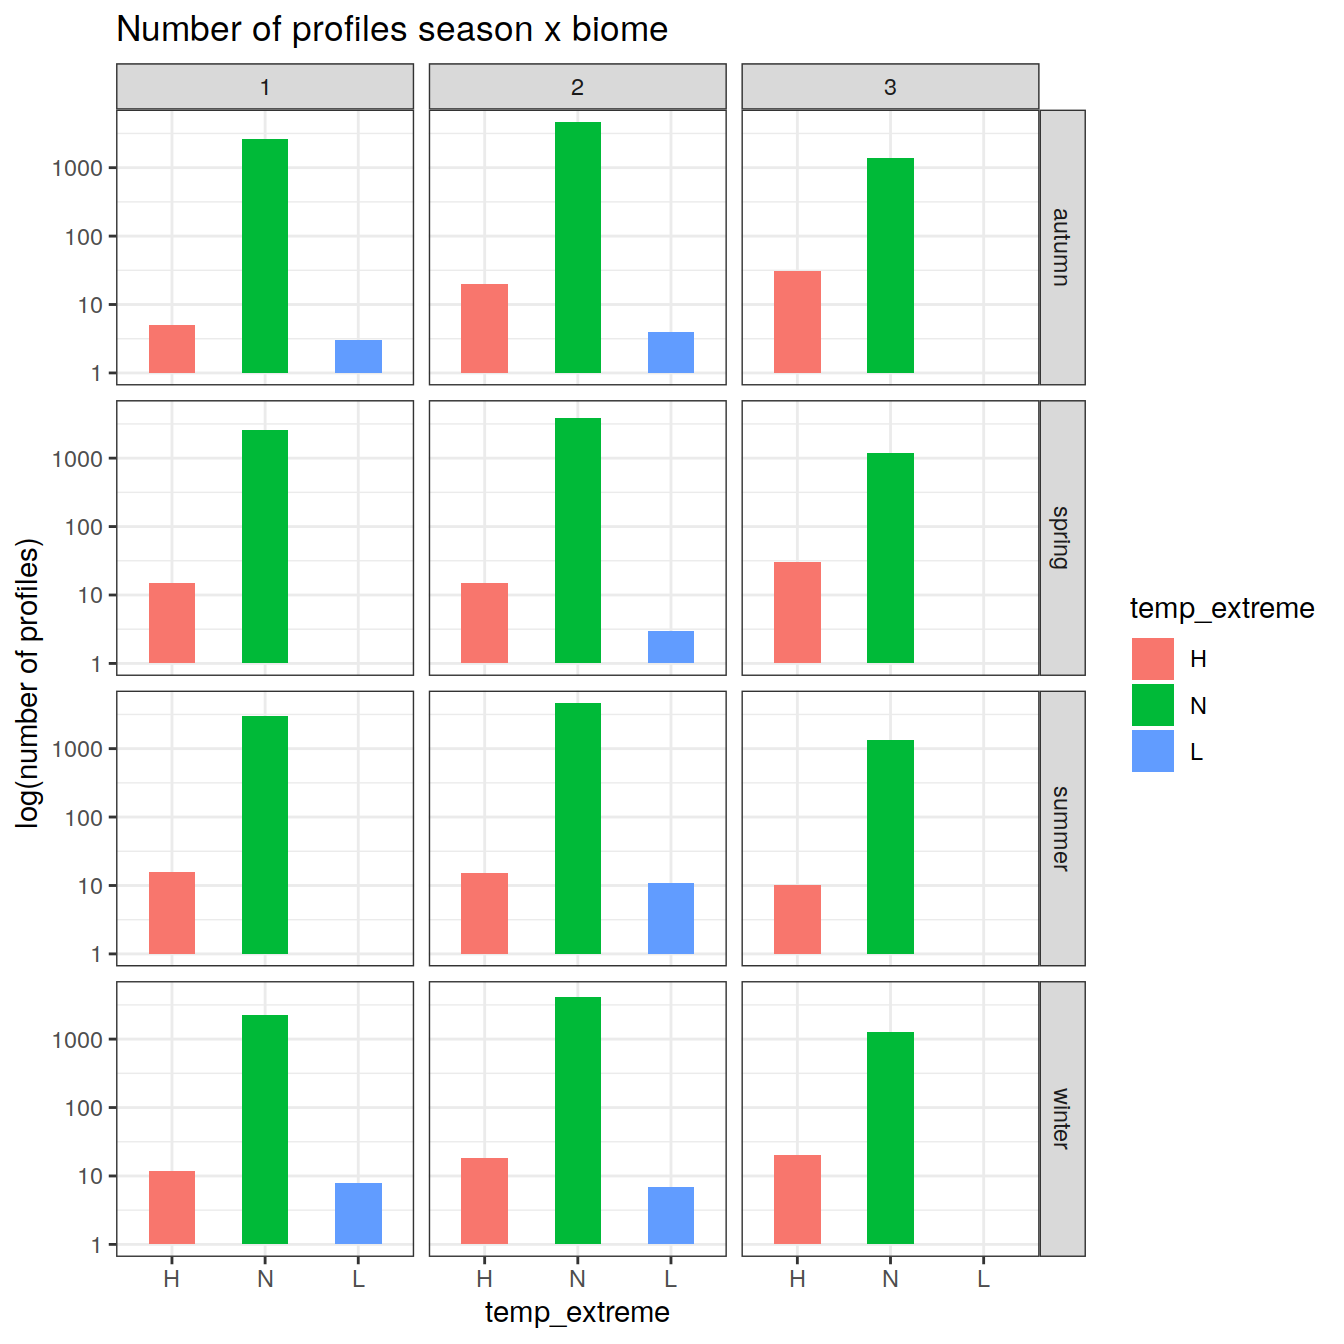 Number of profiles season x biome
1 2 3
1000
100
10
1
autumn
1000
100
10
1
spring
1000
100
10
1
summer
1000
100
10
1
winter
H N L H N L H N L
temp_extreme
log(number of profiles)
temp_extreme
H
N
L